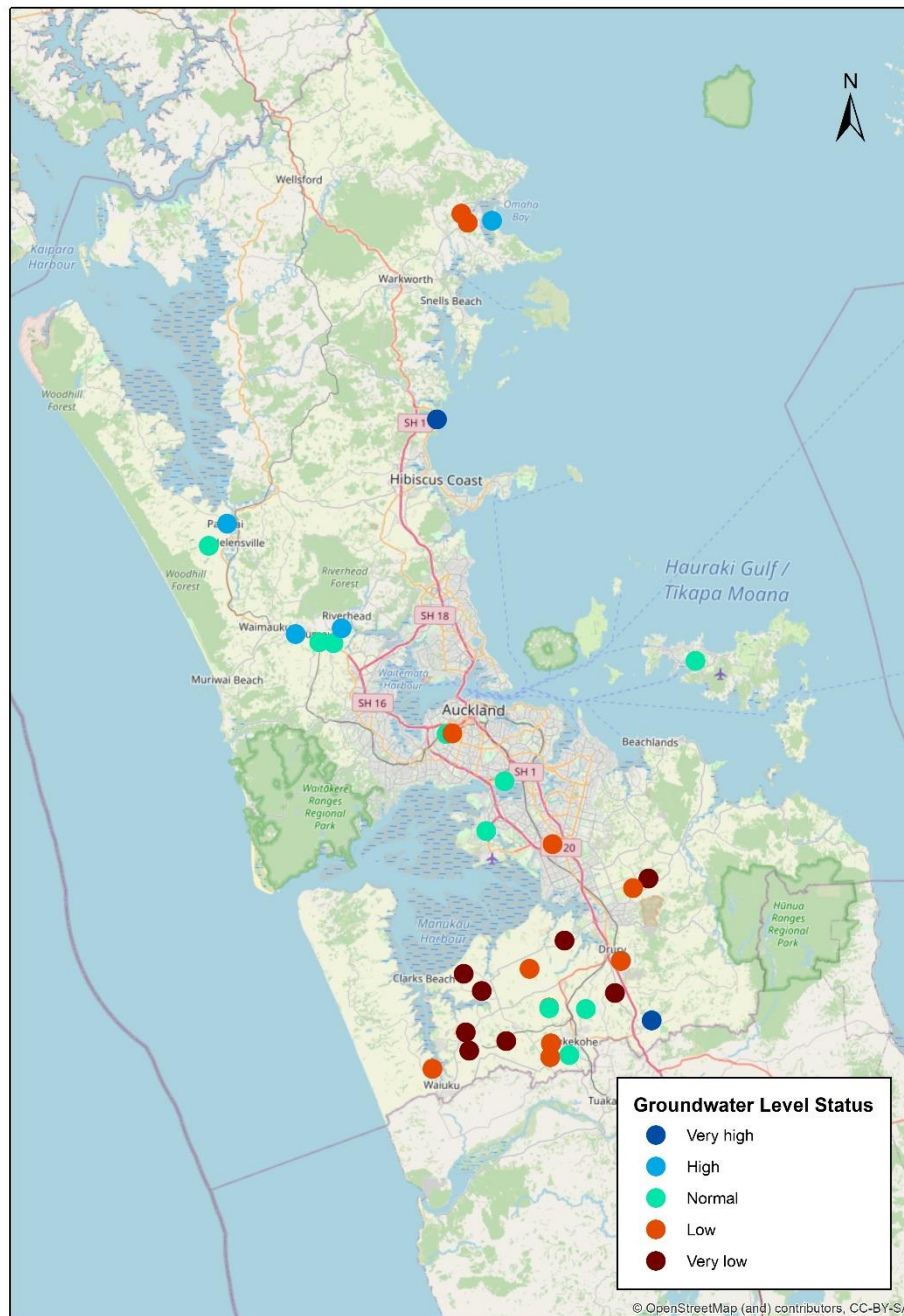 N
Wellsford
Omaha
Bay
Kaipara
Harbour
Warkworth
Snells Beach
Woodhill
Forest
SH 1
Hibiscus Coast
Helensville
Woodhill
Forest
Riverhead
Forest
Hauraki Gulf /
Tīkapa Moana
Riverhead
SH 18
Waimauku
Muriwai Beach
Waitematā
Harbour
SH 16
Auckland
Beachlands
SH 1
Waitākere
Ranges
Regional
Park
20
Hūnua
Ranges
Regional
Park
Manukau
Harbour
Drury
Clarks Beach
kekohe
Waiuku
Tuaka
Groundwater Level Status
Very high
High
Normal
Low
Very low
© OpenStreetMap (and) contributors, CC-BY-SA